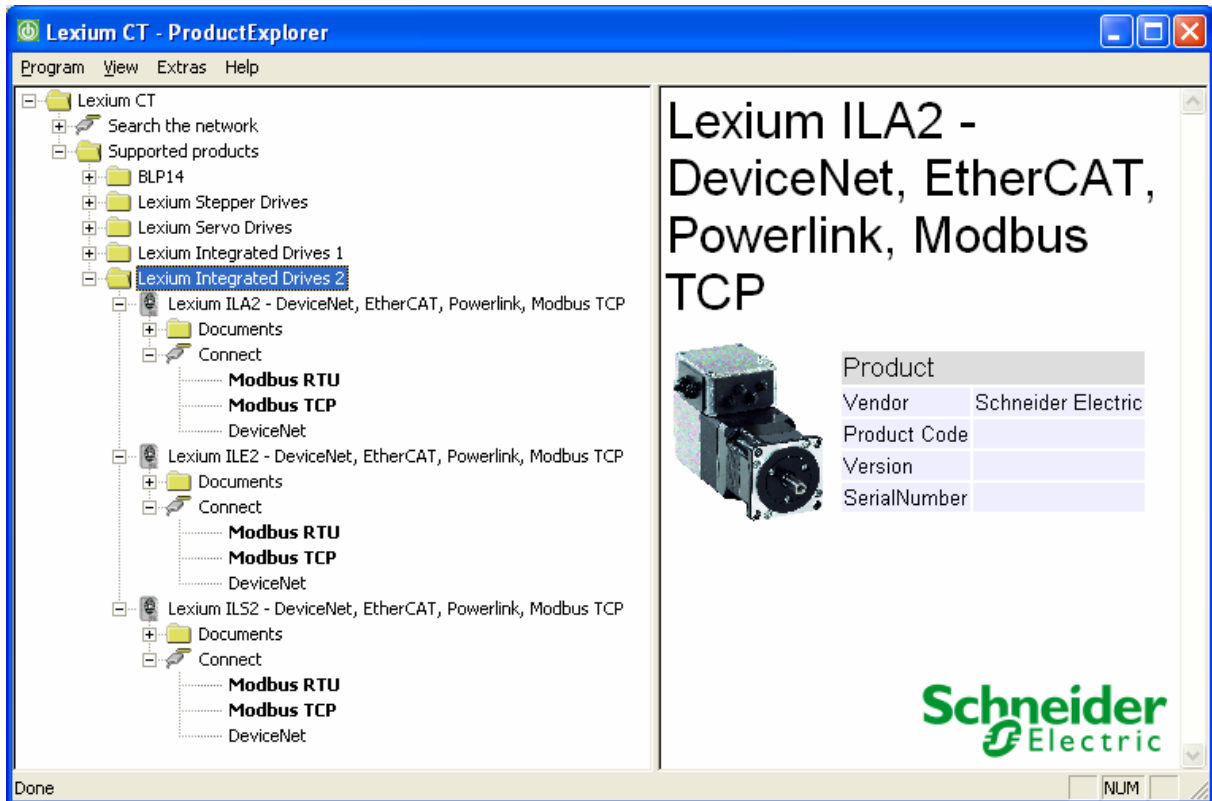 Lexium CT - ProductExplorer
Program View Extras Help
Lexium CT
Search the network
Supported products
BLP14
Lexium Stepper Drives
Lexium Servo Drives
Lexium Integrated Drives 1
Lexium Integrated Drives 2
Lexium ILA2 - DeviceNet, EtherCAT, Powerlink, Modbus TCP
Documents
Connect
Modbus RTU
Modbus TCP
DeviceNet
Lexium ILE2 - DeviceNet, EtherCAT, Powerlink, Modbus TCP
Documents
Connect
Modbus RTU
Modbus TCP
DeviceNet
Lexium ILS2 - DeviceNet, EtherCAT, Powerlink, Modbus TCP
Documents
Connect
Modbus RTU
Modbus TCP
DeviceNet
Lexium ILA2 -
DeviceNet, EtherCAT,
Powerlink, Modbus
TCP
Product
Vendor Schneider Electric
Product Code
Version
SerialNumber
Schneider
Electric
Done NUM